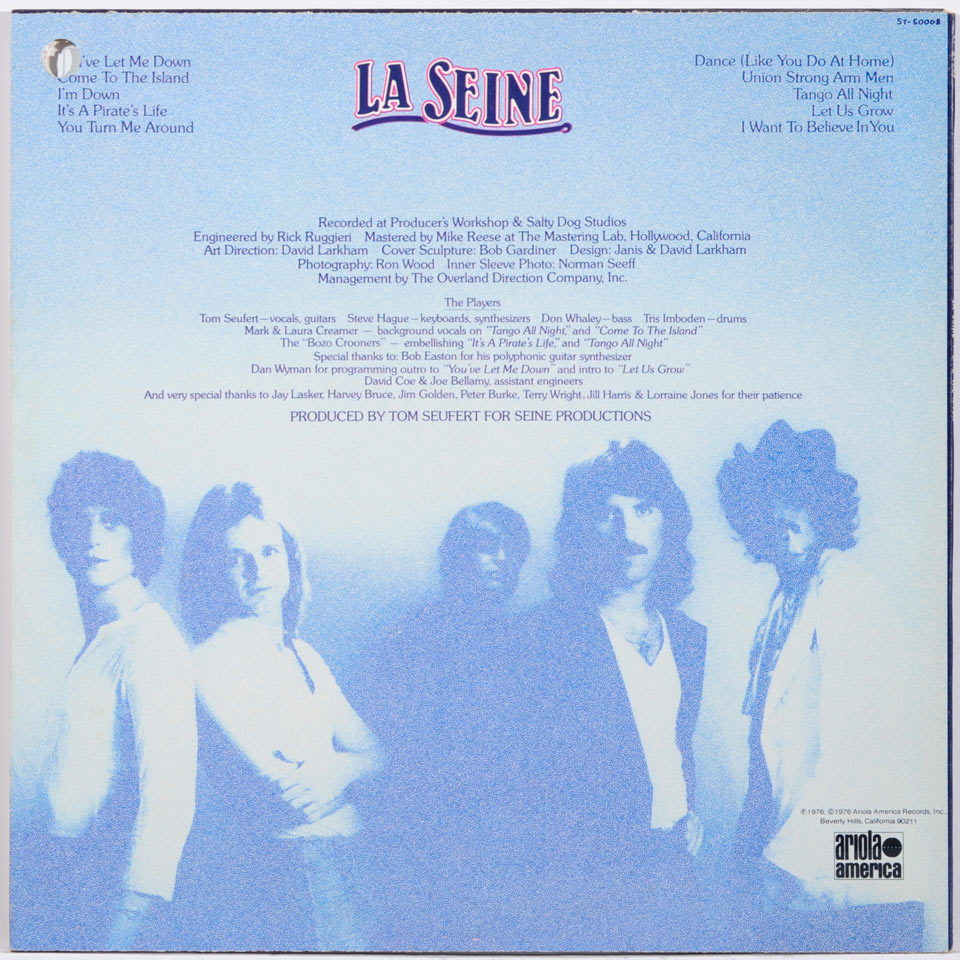 ST-50008
've Let Me Down
Come To The Island
I'm Down
It's A Pirate's Life
You Turn Me Around
LA SEINE
Dance (Like You Do At Home)
Union Strong Arm Men
Tango All Night
Let Us Grow
I Want To Believe In You
Recorded at Producer's Workshop & Salty Dog Studios
Engineered by Rick Ruggieri Mastered by Mike Reese at The Mastering Lab, Hollywood, California
Art Direction: David Larkham Cover Sculpture: Bob Gardiner Design: Janis & David Larkham
Photography: Ron Wood Inner Sleeve Photo: Norman Seeff
Management by The Overland Direction Company, Inc.
The Players
Tom Seufert—vocals, guitars Steve Hague—keyboards, synthesizers Don Whaley—bass Tris Imboden—drums
Mark & Laura Creamer — background vocals on "Tango All Night," and "Come To The Island"
The "Bozo Crooners" — embellishing "It's A Pirate's Life," and "Tango All Night"
Special thanks to: Bob Easton for his polyphonic guitar synthesizer
Dan Wyman for programming outro to "You've Let Me Down" and intro to "Let Us Grow"
David Coe & Joe Bellamy, assistant engineers
And very special thanks to Jay Lasker, Harvey Bruce, Jim Golden, Peter Burke, Terry Wright, Jill Harris & Lorraine Jones for their patience
PRODUCED BY TOM SEUFERT FOR SEINE PRODUCTIONS
℗1976, ©1976 Ariola America Records, Inc.
Beverly Hills, California 90211
ariola
america